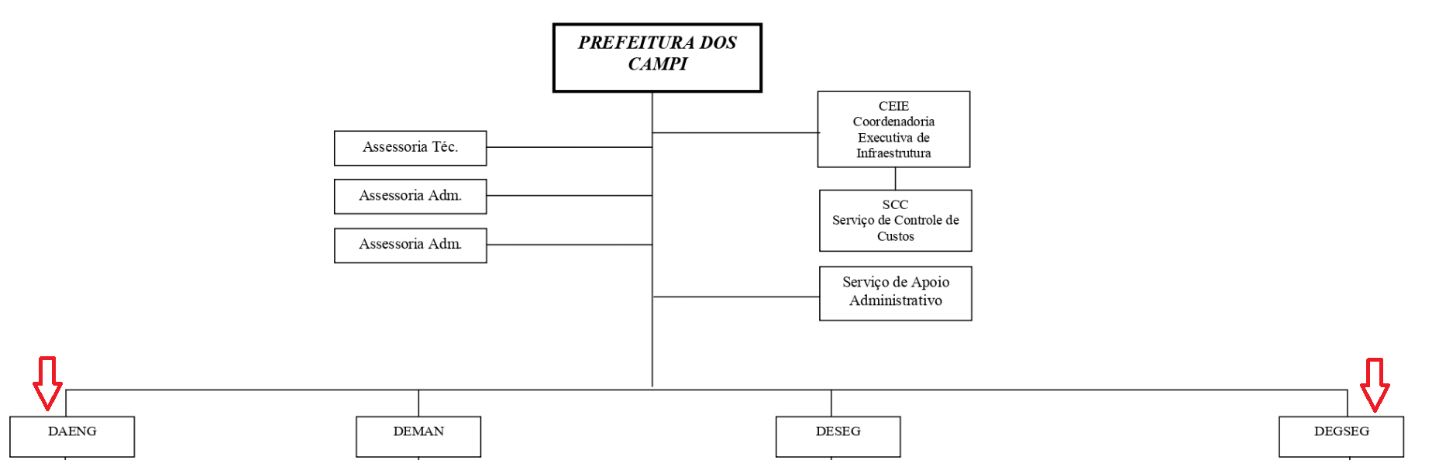 PREFEITURA DOS
CAMPI
CEIE
Coordenadoria
Executiva de
Infraestrutura
Assessoria Téc.
Assessoria Adm.
SCC
Serviço de Controle de
Custos
Assessoria Adm.
Serviço de Apoio
Administrativo
DAENG
DEMAN
DESEG
DEGSEG